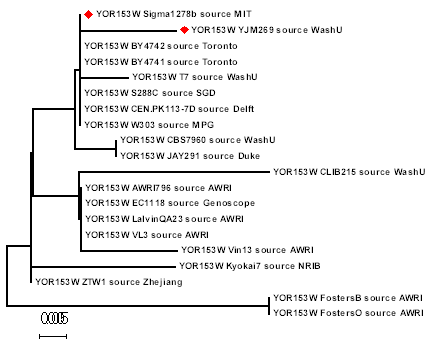 YOR153W Sigma1278b source MIT
YOR153W YJM269 source WashU
YOR153W BY4742 source Toronto
YOR153W BY4741 source Toronto
YOR153W T7 source WashU
YOR153W S288C source SGD
YOR153W CEN.PK113-7D source Delft
YOR153W W303 source MPG
YOR153W CBS7960 source WashU
YOR153W JAY291 source Duke
YOR153W CLIB215 source WashU
YOR153W AWRI796 source AWRI
YOR153W EC1118 source Genoscope
YOR153W LalvinQA23 source AWRI
YOR153W VL3 source AWRI
YOR153W Vin13 source AWRI
YOR153W Kyokai7 source NRIB
YOR153W ZTW1 source Zhejiang
YOR153W FostersB source AWRI
YOR153W FostersO source AWRI